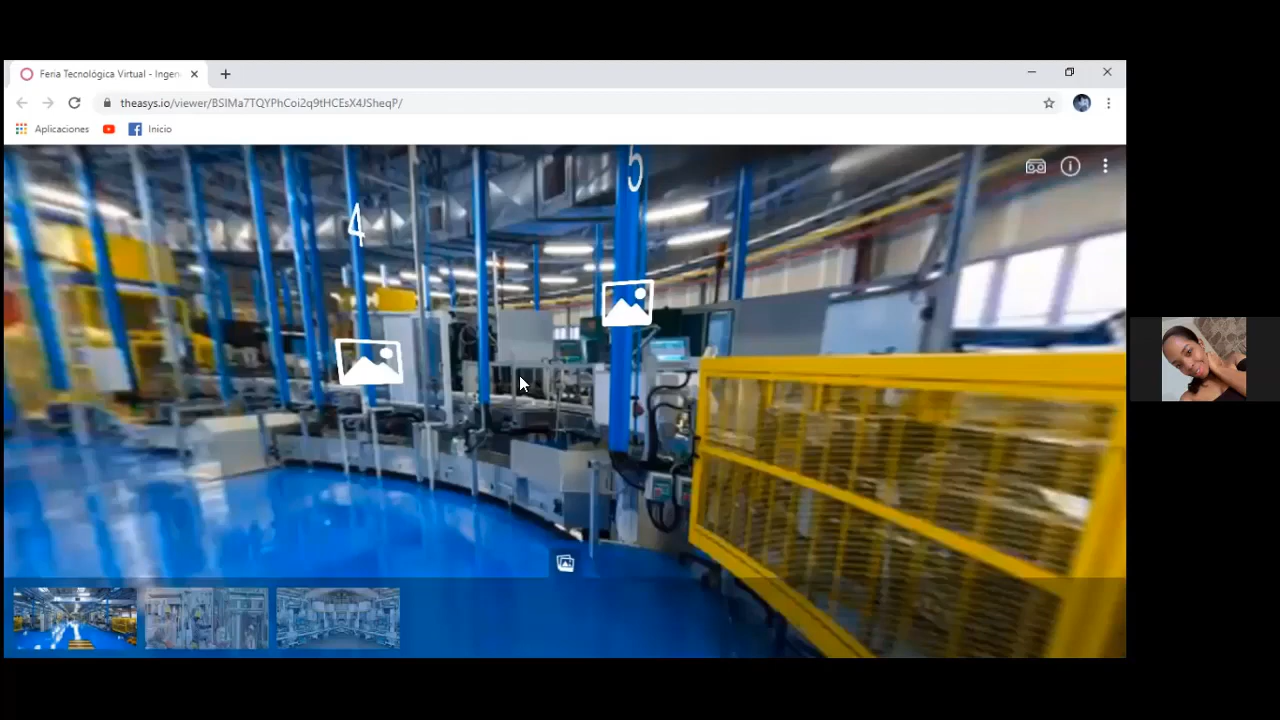 Feria Tecnológica Virtual - Ingen
theasys.io/viewer/BSIMa7TQYPhCoi2q9tHCEsX4JSheqP/
Aplicaciones Inicio
5
4